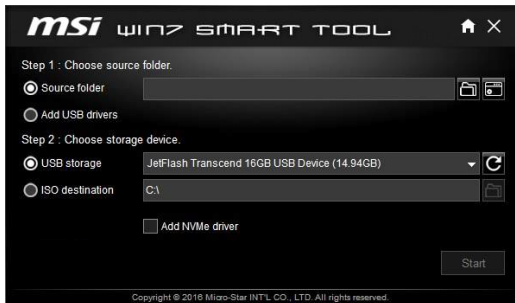 msi WIN7 SMART TOOL
Step 1 : Choose source folder.
Source folder
Add USB drivers
Step 2 : Choose storage device.
USB storage JetFlash Transcend 16GB USB Device (14.94GB)
ISO destination C:\
Add NVMe driver
Start
Copyright © 2016 Micro-Star INT'L CO., LTD. All rights reserved.